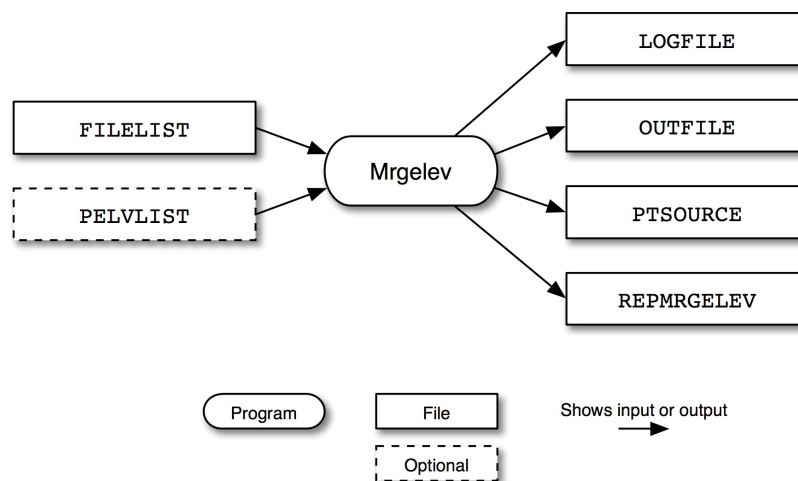 LOGFILE
FILELIST
OUTFILE
Mrgelev
PELVLIST
PTSOURCE
REPMRGELEV
Program
File
Shows input or output
Optional